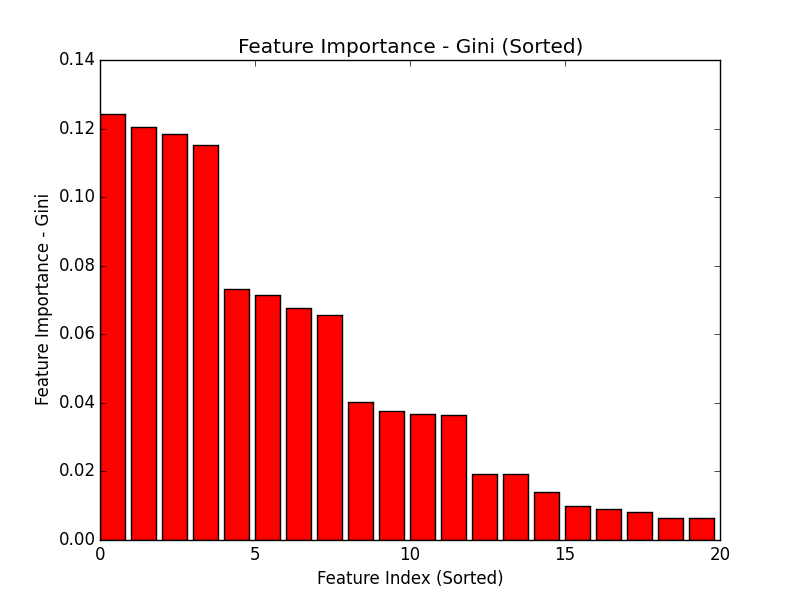 Feature Importance - Gini (Sorted)
0.14
0.12
0.10
0.08
0.06
0.04
0.02
0.00
Feature Importance - Gini
0 5 10 15 20
Feature Index (Sorted)